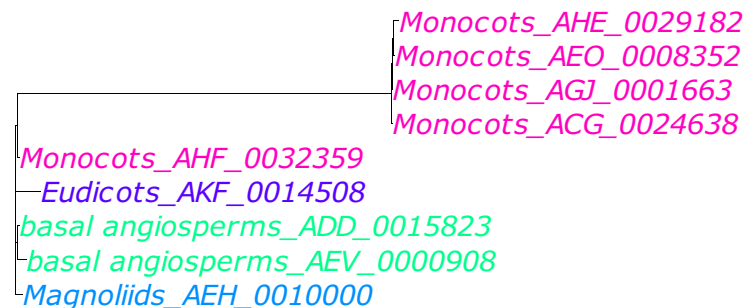 Monocots_AHE_0029182
Monocots_AEO_0008352
Monocots_AGJ_0001663
Monocots_ACG_0024638
Monocots_AHF_0032359
Eudicots_AKF_0014508
basal angiosperms_ADD_0015823
basal angiosperms_AEV_0000908
Magnoliids_AEH_0010000